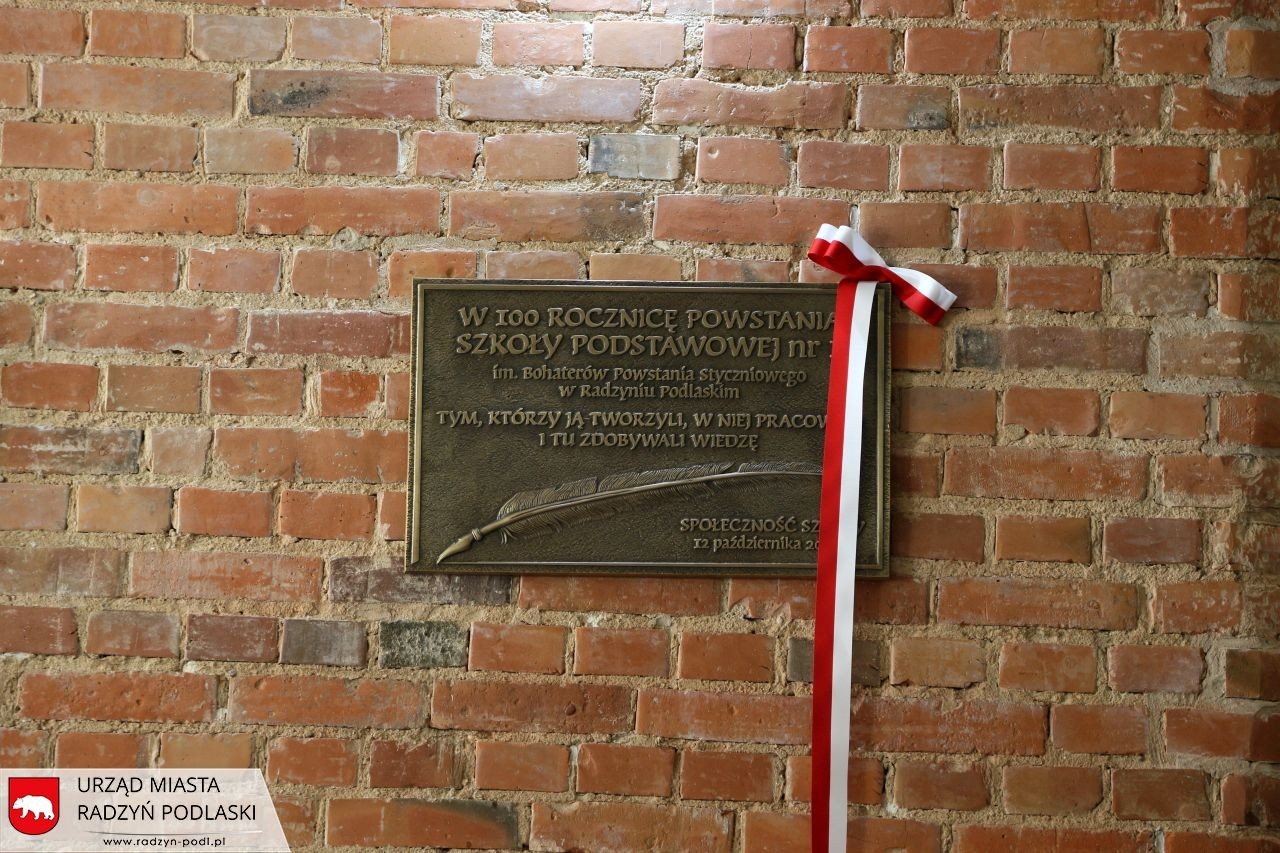 W 100 ROCZNICĘ POWSTANIA
SZKOŁY PODSTAWOWEJ nr
im. Bohaterów Powstania Styczniowego
w Radzyniu Podlaskim
TYM, KTÓRZY JĄ TWORZYLI, W NIEJ
I TU ZDOBYWALI WIEDZĘ
SPOŁECZNOŚĆ
12 października
URZĄD MIASTA
RADZYŃ PODLASKI
www.radzyn-podl.pl